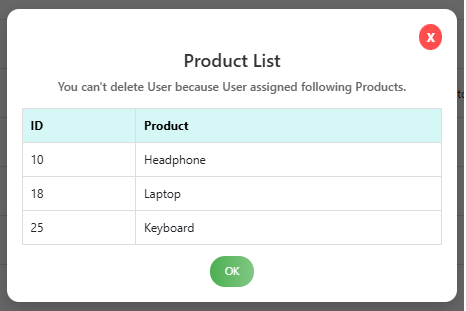 X
Product List
You can't delete User because User assigned following Products.
ID Product
10 Headphone
18 Laptop
25 Keyboard
OK